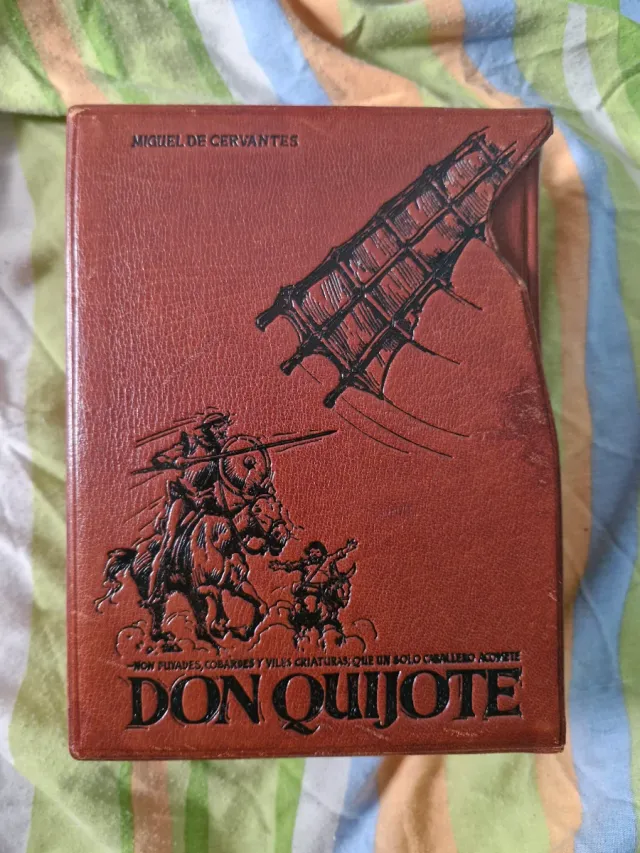 MIGUEL DE CERVANTES
—NON FUYADES, COBARDES Y VILES CRIATURAS, QUE UN SOLO CABALLERO ACOMETE
DON QUIJOTE